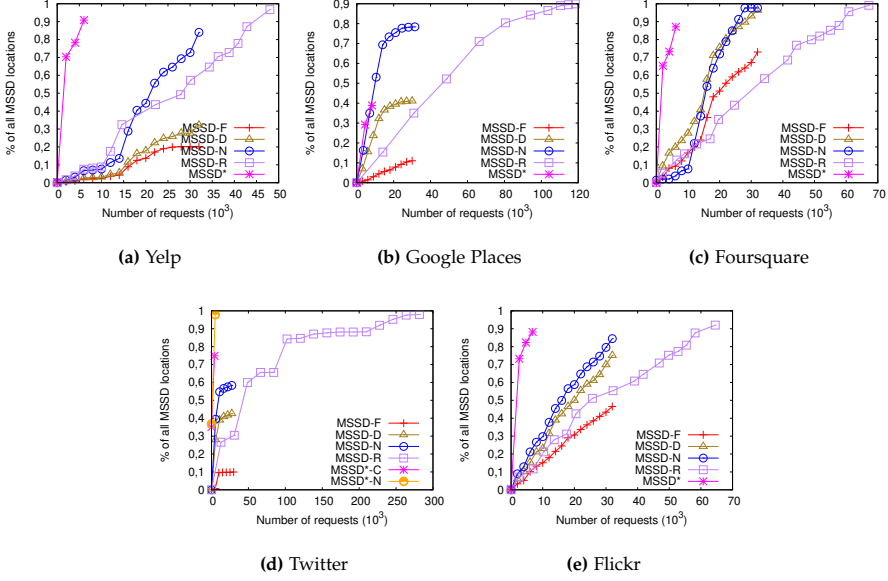 1
0,9
0,8
0,7
0,6
0,5
0,4
0,3
0,2
0,1
0
% of all MSSD locations
MSSD-F
MSSD-D
MSSD-N
MSSD-R
MSSD*
0 10 20 30 40 50
Number of requests (10³)
(a) Yelp
1
0,9
0,8
0,7
0,6
0,5
0,4
0,3
0,2
0,1
0
% of all MSSD locations
MSSD-F
MSSD-D
MSSD-N
MSSD-R
MSSD*
0 20 40 60 80 100 120
Number of requests (10³)
(b) Google Places
1
0,9
0,8
0,7
0,6
0,5
0,4
0,3
0,2
0,1
0
% of all MSSD locations
MSSD-F
MSSD-D
MSSD-N
MSSD-R
MSSD*
0 10 20 30 40 50 60 70
Number of requests (10³)
(c) Foursquare
1
0,9
0,8
0,7
0,6
0,5
0,4
0,3
0,2
0,1
0
% of all MSSD locations
MSSD-F
MSSD-D
MSSD-N
MSSD-R
MSSD*-C
MSSD*-N
0 50 100 150 200 250 300
Number of requests (10³)
(d) Twitter
1
0,9
0,8
0,7
0,6
0,5
0,4
0,3
0,2
0,1
0
% of all MSSD locations
MSSD-F
MSSD-D
MSSD-N
MSSD-R
MSSD*
0 10 20 30 40 50 60 70
Number of requests (10³)
(e) Flickr